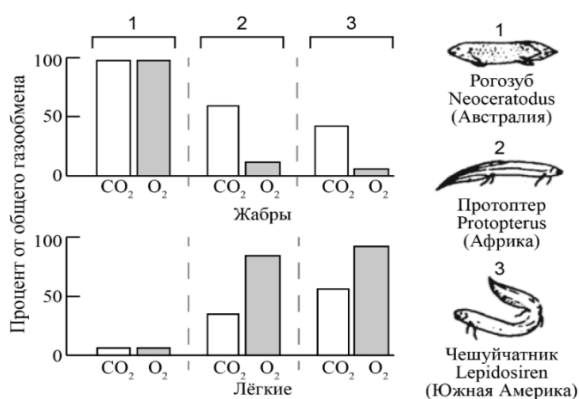 1 2 3
Процент от общего газообмена
100
50
0
CO₂ O₂ CO₂ O₂ CO₂ O₂
Жабры
100
50
CO₂ O₂ CO₂ O₂ CO₂ O₂
Лёгкие
1
Рогозуб
Neoceratodus
(Австралия)
2
Протоптер
Protopterus
(Африка)
3
Чешуйчатник
Lepidosiren
(Южная Америка)